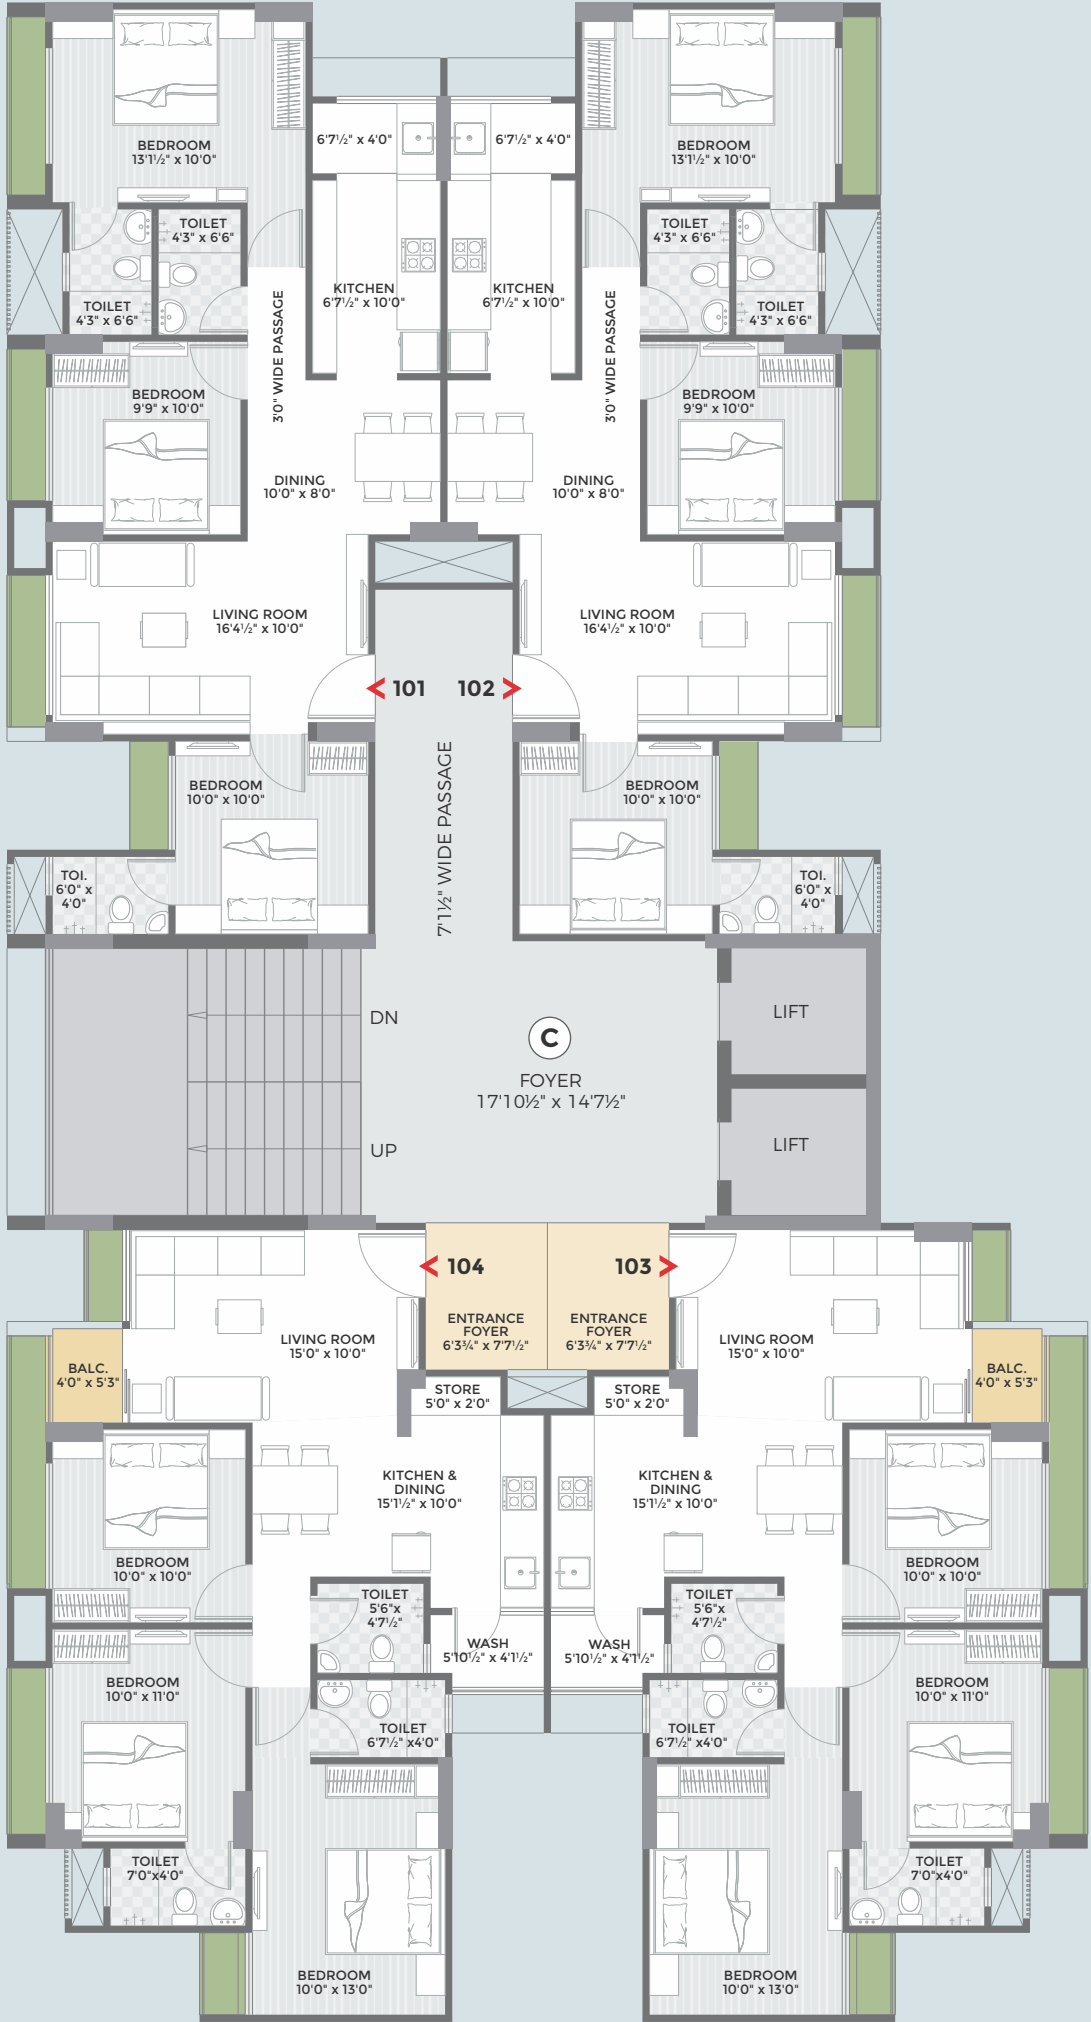 BEDROOM
13'1½" x 10'0"
6'7½" x 4'0"
6'7½" x 4'0"
BEDROOM
13'1½" x 10'0"
TOILET
4'3" x 6'6"
TOILET
4'3" x 6'6"
TOILET
4'3" x 6'6"
TOILET
4'3" x 6'6"
KITCHEN
6'7½" x 10'0"
KITCHEN
6'7½" x 10'0"
3'0" WIDE PASSAGE
3'0" WIDE PASSAGE
BEDROOM
9'9" x 10'0"
BEDROOM
9'9" x 10'0"
DINING
10'0" x 8'0"
DINING
10'0" x 8'0"
LIVING ROOM
16'4½" x 10'0"
LIVING ROOM
16'4½" x 10'0"
101
102
7'1½" WIDE PASSAGE
BEDROOM
10'0" x 10'0"
BEDROOM
10'0" x 10'0"
TOI.
6'0" x
4'0"
TOI.
6'0" x
4'0"
DN
UP
C
FOYER
17'10½" x 14'7½"
LIFT
LIFT
104
103
ENTRANCE
FOYER
6'3¾" x 7'7½"
ENTRANCE
FOYER
6'3¾" x 7'7½"
LIVING ROOM
15'0" x 10'0"
LIVING ROOM
15'0" x 10'0"
BALC.
4'0" x 5'3"
BALC.
4'0" x 5'3"
STORE
5'0" x 2'0"
STORE
5'0" x 2'0"
KITCHEN &
DINING
15'1½" x 10'0"
KITCHEN &
DINING
15'1½" x 10'0"
BEDROOM
10'0" x 10'0"
BEDROOM
10'0" x 10'0"
TOILET
5'6"x
4'7½"
TOILET
5'6"x
4'7½"
WASH
5'10½" x 4'1½"
WASH
5'10½" x 4'1½"
BEDROOM
10'0" x 11'0"
BEDROOM
10'0" x 11'0"
TOILET
6'7½" x4'0"
TOILET
6'7½" x4'0"
TOILET
7'0"x4'0"
TOILET
7'0"x4'0"
BEDROOM
10'0" x 13'0"
BEDROOM
10'0" x 13'0"